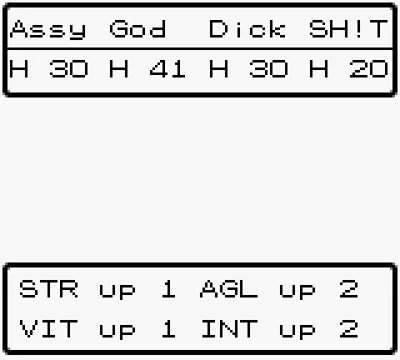 Assy God Dick SH!T
H 30 H 41 H 30 H 20
STR up 1 AGL up 2
VIT up 1 INT up 2